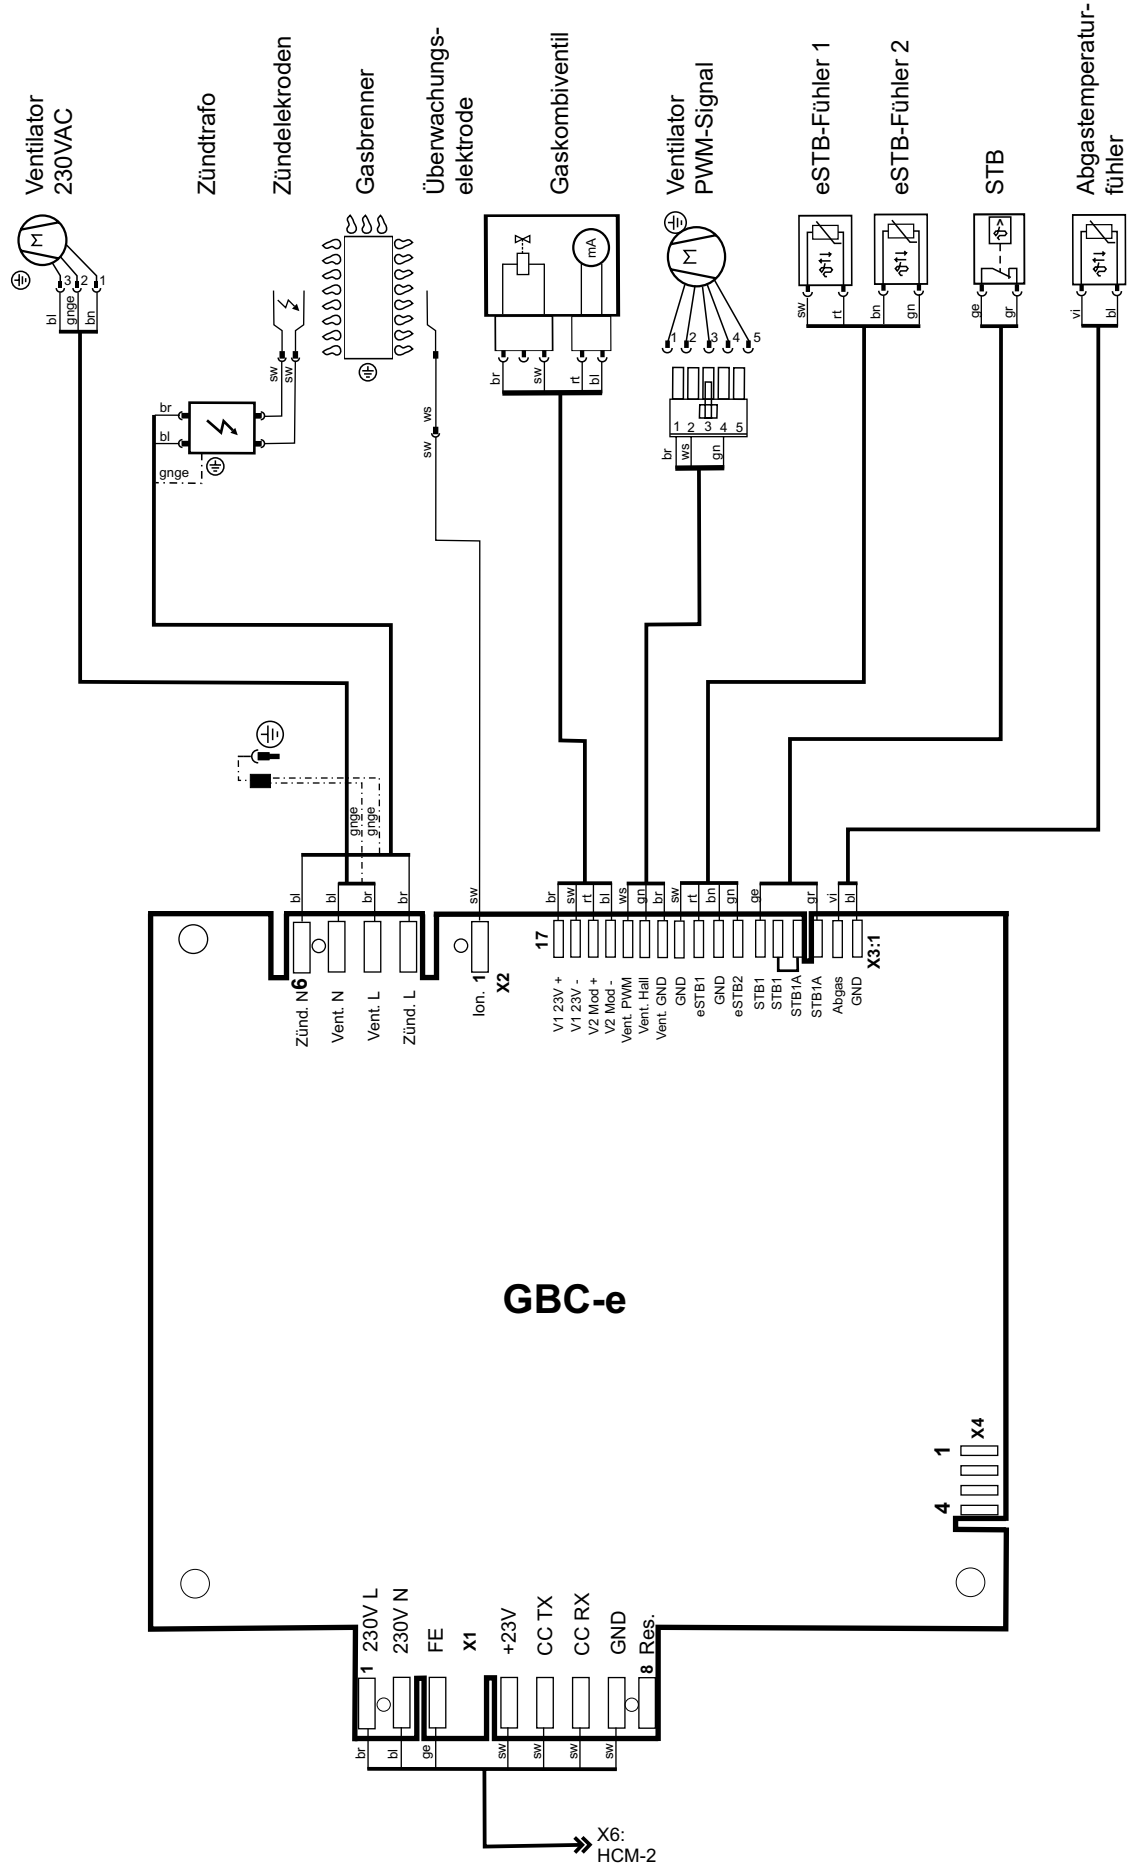 Ventilator
230VAC
Zündtrafo
Zündelekroden
Gasbrenner
Überwachungs-
elektrode
Gaskombiventil
Ventilator
PWM-Signal
eSTB-Fühler 1
eSTB-Fühler 2
STB
Abgastemperatur-
fühler
M
3
2
1
bl
gnge
bn
br
bl
gnge
sw
sw
ws
sw
mA
br
sw
rt
bl
M
1
2
3
4
5
1
2
3
4
5
br
ws
gn
sw
rt
bn
gn
ge
gr
vi
bl
gnge
gnge
bl
bl
br
br
sw
br
sw
rt
bl
ws
gn
br
sw
rt
bn
gn
ge
gr
vi
bl
Zünd. N
6
Vent. N
Vent. L
Zünd. L
Ion.
1
X2
17
V1 23V +
V1 23V -
V2 Mod +
V2 Mod -
Vent. PWM
Vent. Hall
Vent. GND
GND
eSTB1
GND
eSTB2
STB1
STB1
STB1A
STB1A
Abgas
GND
X3:1
GBC-e
1
4
X4
1
230V L
230V N
FE
X1
+23V
CC TX
CC RX
GND
8
Res.
br
bl
ge
sw
sw
sw
sw
X6:
HCM-2